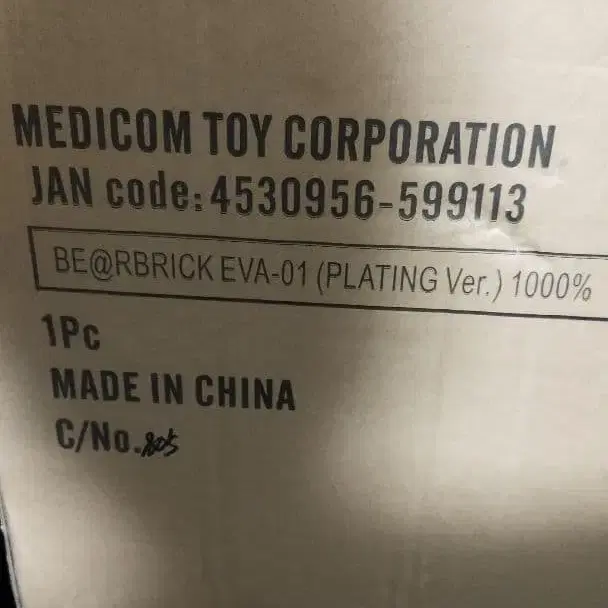 MEDICOM TOY CORPORATION
JAN code:4530956-599113
BE@RBRICK EVA-01 (PLATING Ver.) 1000%
1Pc
MADE IN CHINA
C/No.805